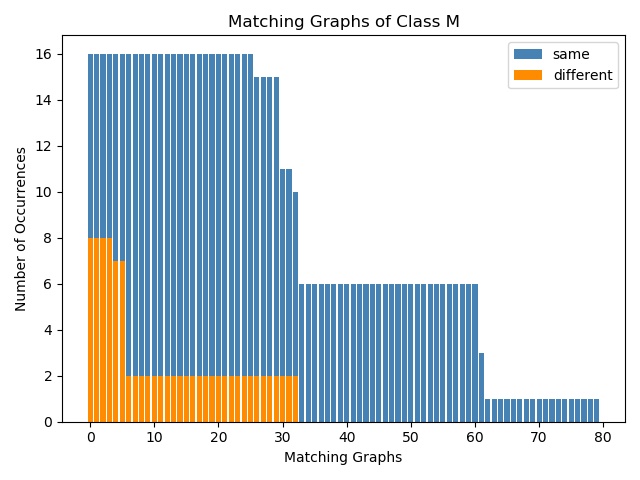 Matching Graphs of Class M
same
different
Number of Occurrences
16
14
12
10
8
6
4
2
0
0 10 20 30 40 50 60 70 80
Matching Graphs